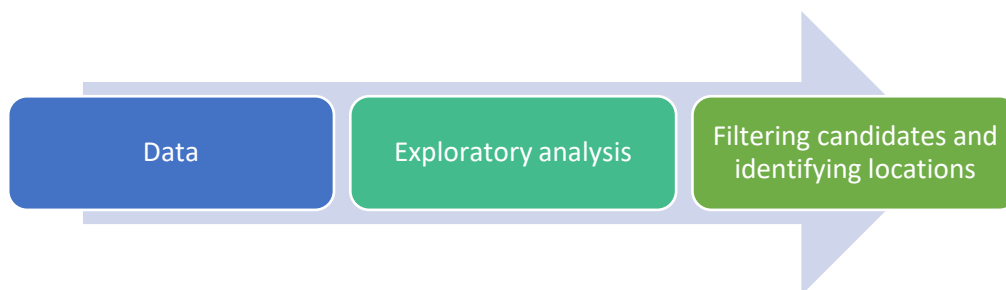 Data
Exploratory analysis
Filtering candidates and
identifying locations